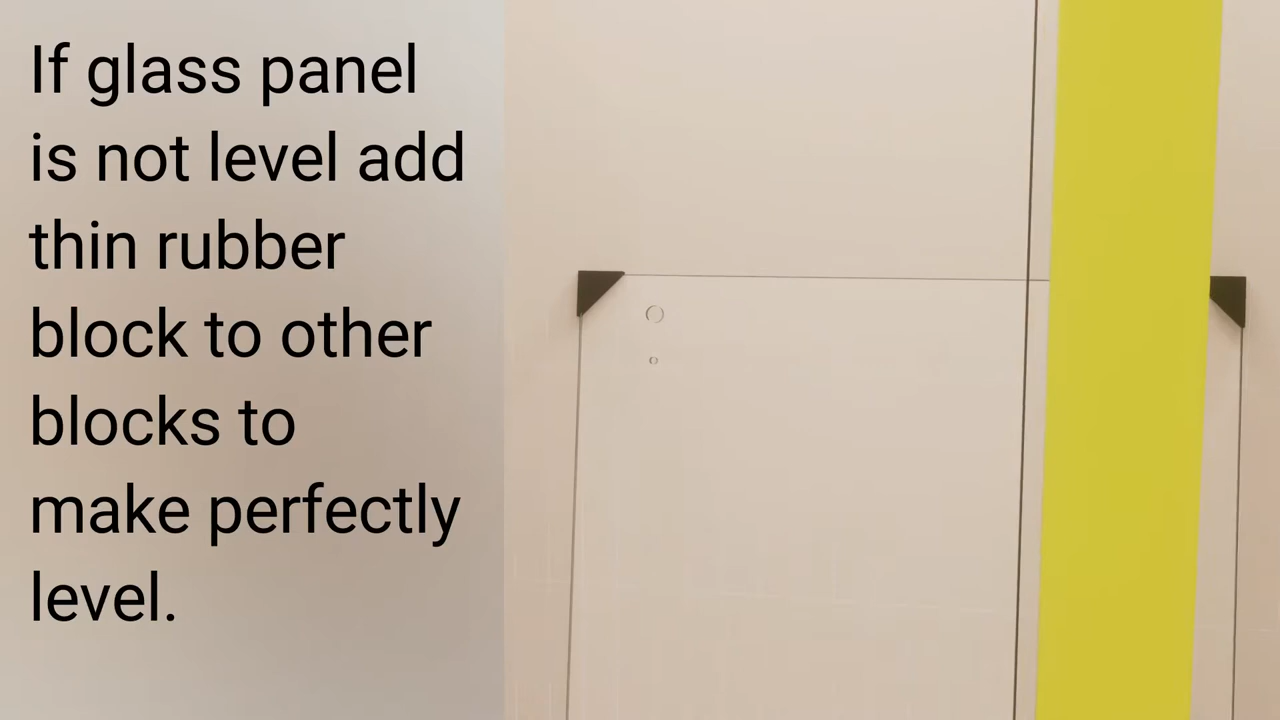 If glass panel
is not level add
thin rubber
block to other
blocks to
make perfectly
level.